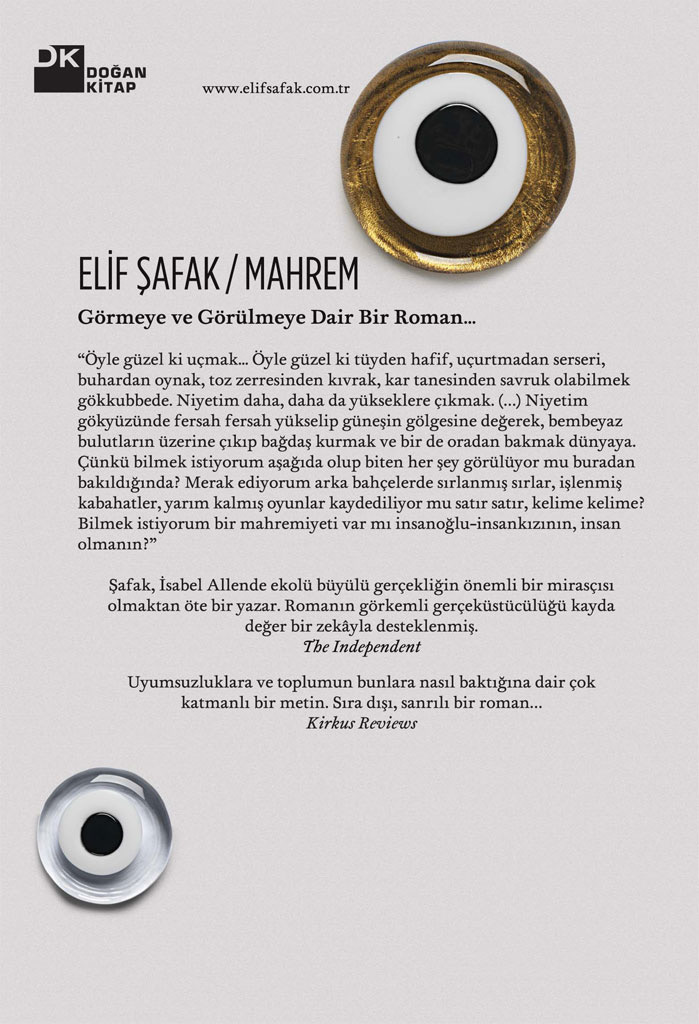 DK
DOĞAN
KİTAP
www.elifsafak.com.tr
ELİF ŞAFAK / MAHREM
Görmeye ve Görülmeye Dair Bir Roman...
“Öyle güzel ki uçmak... Öyle güzel ki tüyden hafif, uçurtmadan serseri,
buhardan oynak, toz zerresinden kıvrak, kar tanesinden savruk olabilmek
gökkubbede. Niyetim daha, daha da yükseklere çıkmak. (...) Niyetim
gökyüzünde fersah fersah yükselip güneşin gölgesine değerek, bembeyaz
bulutların üzerine çıkıp bağdaş kurmak ve bir de oradan bakmak dünyaya.
Çünkü bilmek istiyorum aşağıda olup biten her şey görülüyor mu buradan
bakıldığında? Merak ediyorum arka bahçelerde sırlanmış sırlar, işlenmiş
kabahatler, yarım kalmış oyunlar kaydediliyor mu satır satır, kelime kelime?
Bilmek istiyorum bir mahremiyeti var mı insanoğlu-insankızının, insan
olmanın?”
Şafak, İsabel Allende ekolü büyülü gerçekliğin önemli bir mirasçısı
olmaktan öte bir yazar. Romanın görkemli gerçeküstücülüğü kayda
değer bir zekâyla desteklenmiş.
The Independent
Uyumsuzluklara ve toplumun bunlara nasıl baktığına dair çok
katmanlı bir metin. Sıra dışı, sanrılı bir roman...
Kirkus Reviews